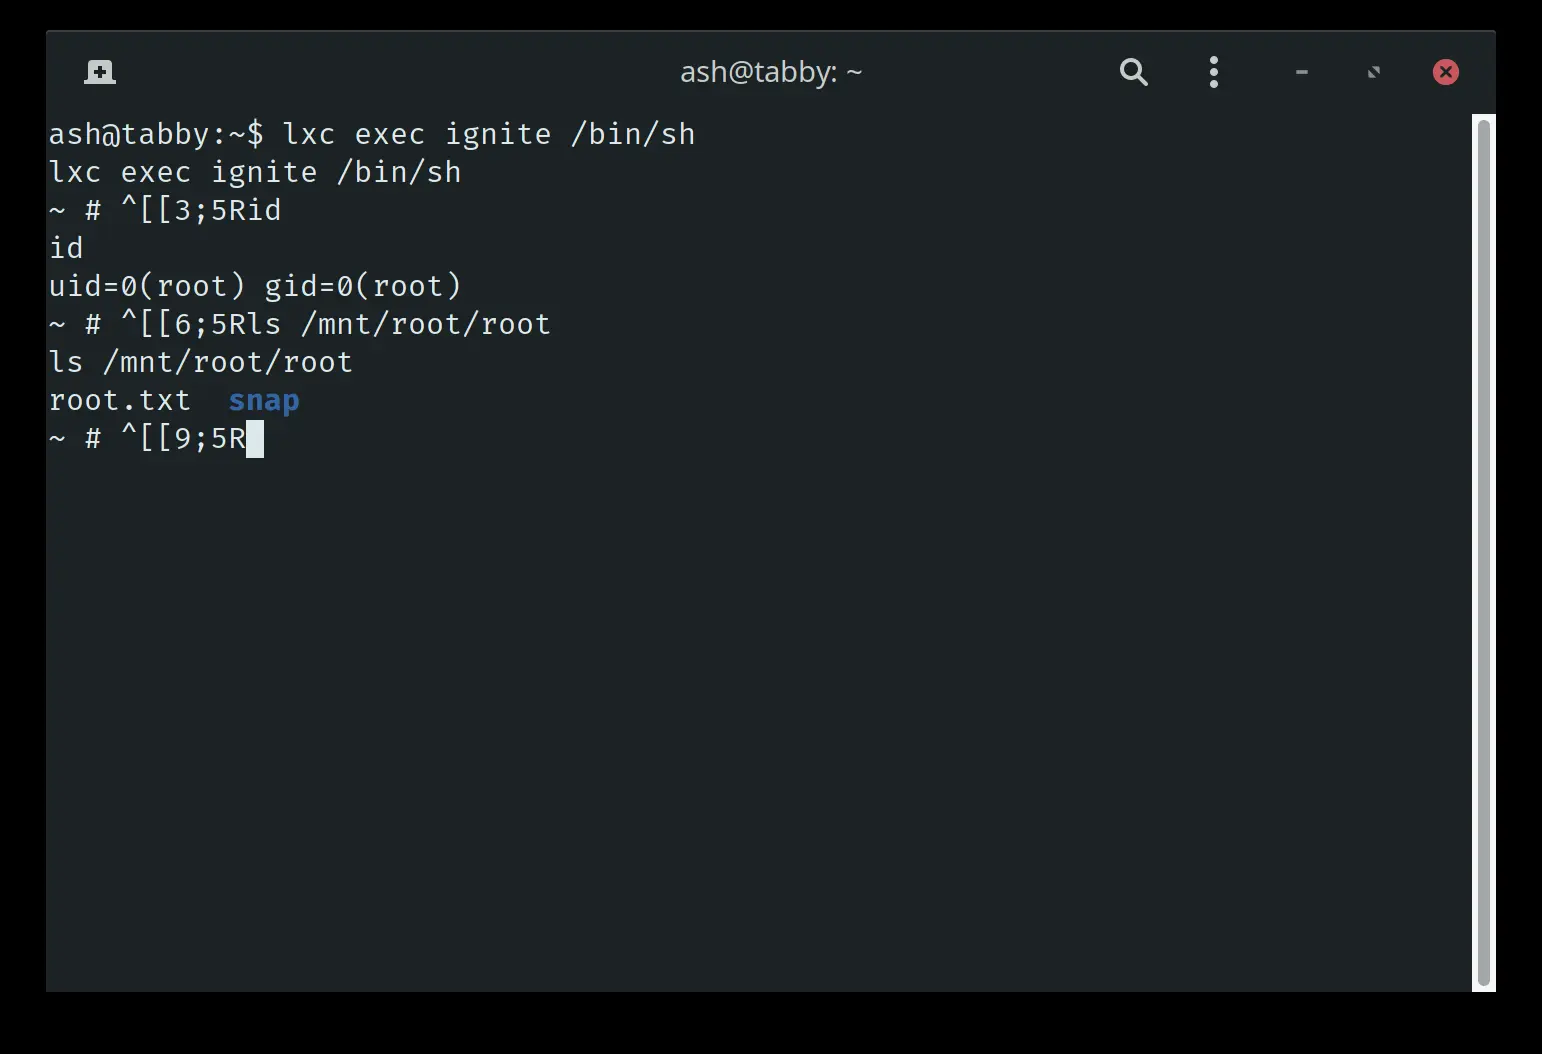 ash@tabby: ~
ash@tabby:~$ lxc exec ignite /bin/sh
lxc exec ignite /bin/sh
~ # ^[[3;5Rid
id
uid=0(root) gid=0(root)
~ # ^[[6;5Rls /mnt/root/root
ls /mnt/root/root
root.txt  snap
~ # ^[[9;5R